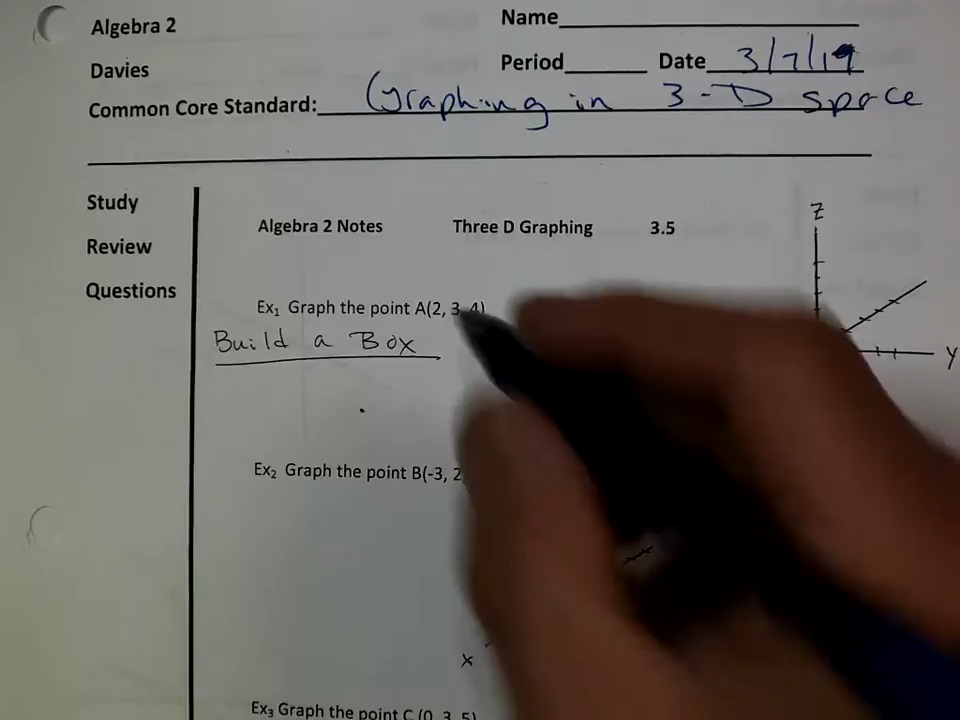 Algebra 2
Name
Davies
Period Date 3/7/19
Common Core Standard: Graphing in 3-D space
Study
Review
Questions
Algebra 2 Notes Three D Graphing 3.5
Z
Y
Ex1 Graph the point A(2, 3, 4)
Build a Box
Ex2 Graph the point B(-3, 2
x
Ex3 Graph the point C (0, 3, 5)